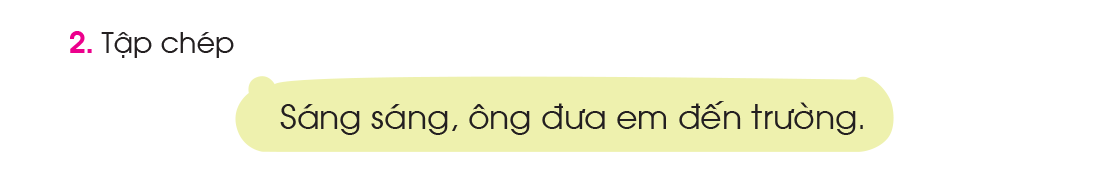 2. Tập chép
Sáng sáng, ông đưa em đến trường.